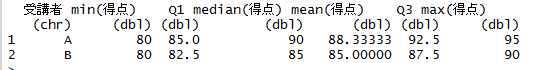 受講者 min(得点) Q1 median(得点) mean(得点) Q3 max(得点)
(chr) (dbl) (dbl) (dbl) (dbl) (dbl) (dbl)
1 A 80 85.0 90 88.33333 92.5 95
2 B 80 82.5 85 85.00000 87.5 90